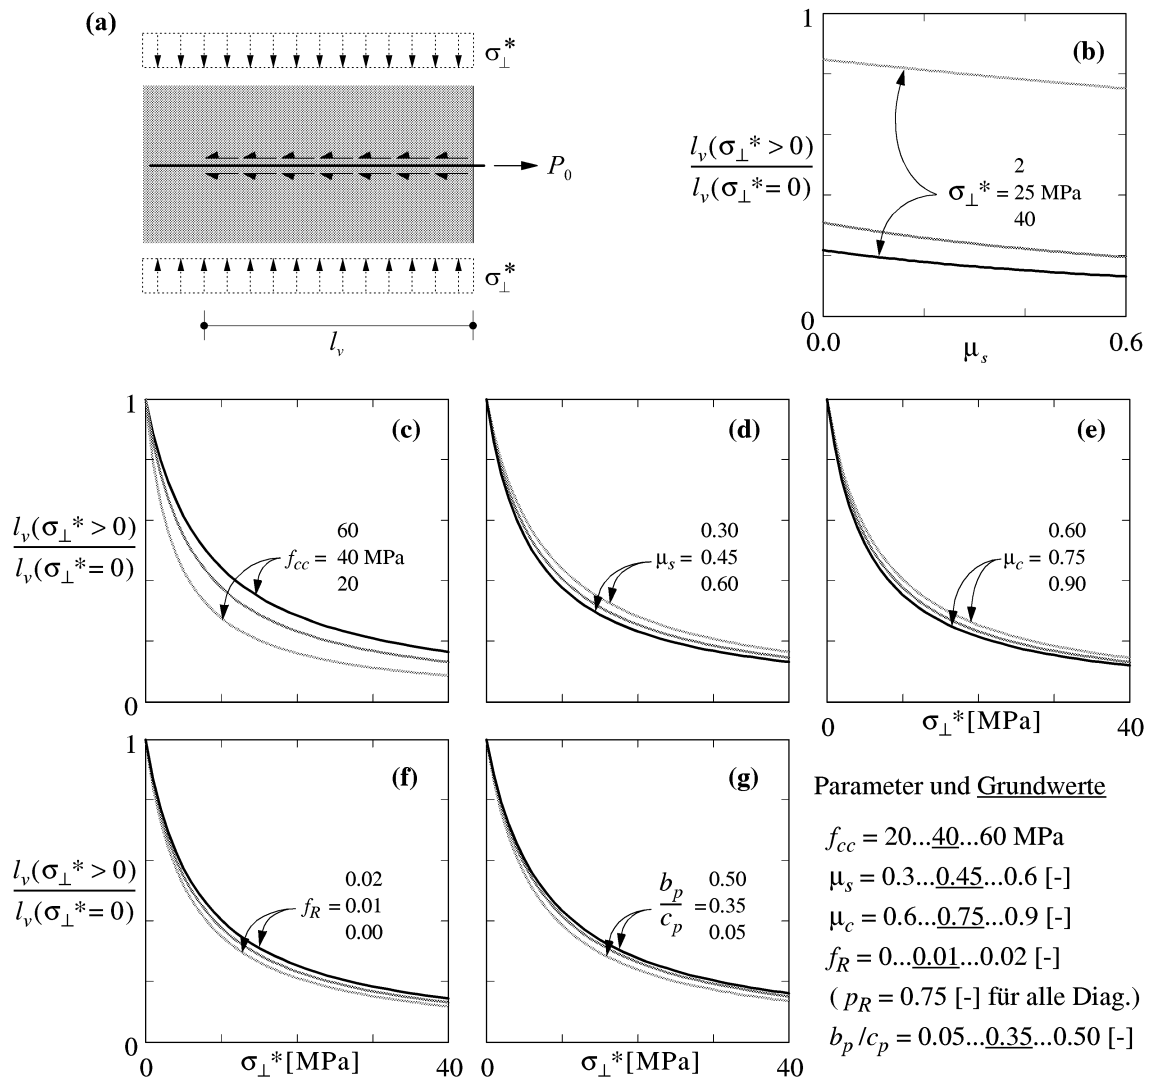 (a)
σ⊥*
P0
σ⊥*
lv
(b)
1
lv(σ⊥* > 0)
lv(σ⊥* = 0)
2
σ⊥* = 25 MPa
40
0
0.0
μs
0.6
(c)
1
lv(σ⊥* > 0)
lv(σ⊥* = 0)
60
fcc = 40 MPa
20
0
(d)
0.30
μs = 0.45
0.60
(e)
0.60
μc = 0.75
0.90
0
σ⊥* [MPa]
40
(f)
1
lv(σ⊥* > 0)
lv(σ⊥* = 0)
0.02
fR = 0.01
0.00
0
0
σ⊥* [MPa]
40
(g)
0.50
bp/cp = 0.35
0.05
0
σ⊥* [MPa]
40
Parameter und Grundwerte
fcc = 20...40...60 MPa
μs = 0.3...0.45...0.6 [-]
μc = 0.6...0.75...0.9 [-]
fR = 0...0.01...0.02 [-]
( pR = 0.75 [-] für alle Diag.)
bp/cp = 0.05...0.35...0.50 [-]